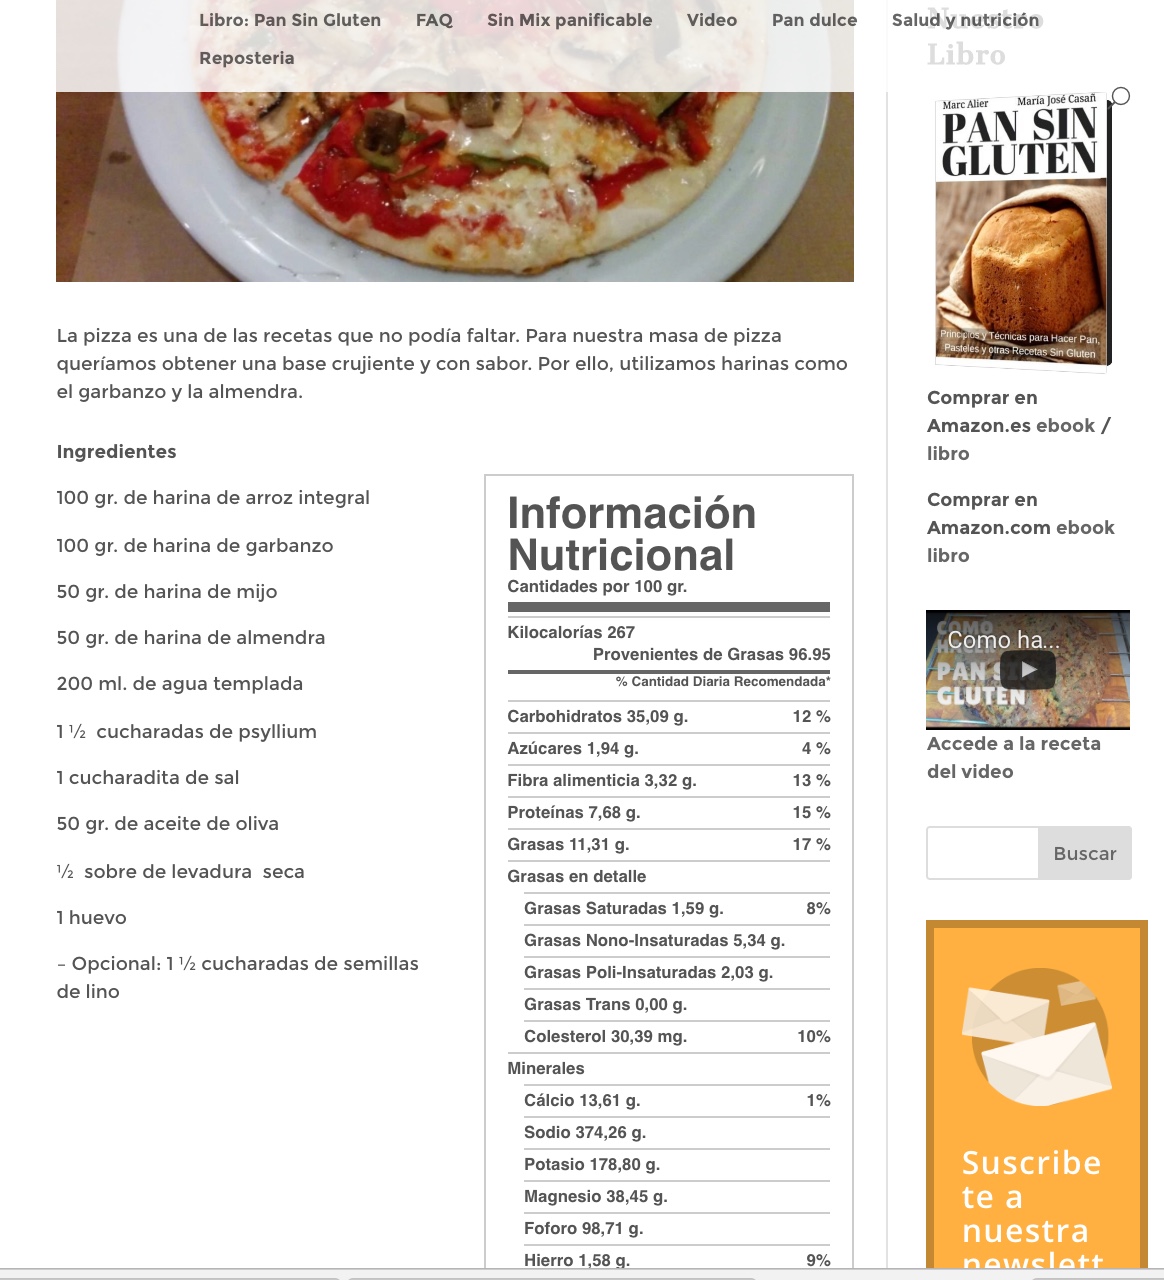 Libro: Pan Sin Gluten FAQ Sin Mix panificable Video Pan dulce Salud y nutrición
Reposteria
La pizza es una de las recetas que no podía faltar. Para nuestra masa de pizza
queríamos obtener una base crujiente y con sabor. Por ello, utilizamos harinas como
el garbanzo y la almendra.
Ingredientes
100 gr. de harina de arroz integral
100 gr. de harina de garbanzo
50 gr. de harina de mijo
50 gr. de harina de almendra
200 ml. de agua templada
1 ½ cucharadas de psyllium
1 cucharadita de sal
50 gr. de aceite de oliva
½ sobre de levadura seca
1 huevo
– Opcional: 1 ½ cucharadas de semillas
de lino
Información
Nutricional
Cantidades por 100 gr.
Kilocalorías 267
Provenientes de Grasas 96.95
% Cantidad Diaria Recomendada*
Carbohidratos 35,09 g. 12 %
Azúcares 1,94 g. 4 %
Fibra alimenticia 3,32 g. 13 %
Proteínas 7,68 g. 15 %
Grasas 11,31 g. 17 %
Grasas en detalle
Grasas Saturadas 1,59 g. 8%
Grasas Nono-Insaturadas 5,34 g.
Grasas Poli-Insaturadas 2,03 g.
Grasas Trans 0,00 g.
Colesterol 30,39 mg. 10%
Minerales
Cálcio 13,61 g. 1%
Sodio 374,26 g.
Potasio 178,80 g.
Magnesio 38,45 g.
Foforo 98,71 g.
Hierro 1,58 g. 9%
Nuestro
Libro
Marc Alier María José Casañ
PAN SIN
GLUTEN
Principios y Técnicas para Hacer Pan,
Pasteles y otras Recetas Sin Gluten
Comprar en
Amazon.es ebook /
libro
Comprar en
Amazon.com ebook
libro
Como ha...
COMO
HACER
PAN SIN
GLUTEN
Accede a la receta
del video
Buscar
Suscribe
te a
nuestra
newslett